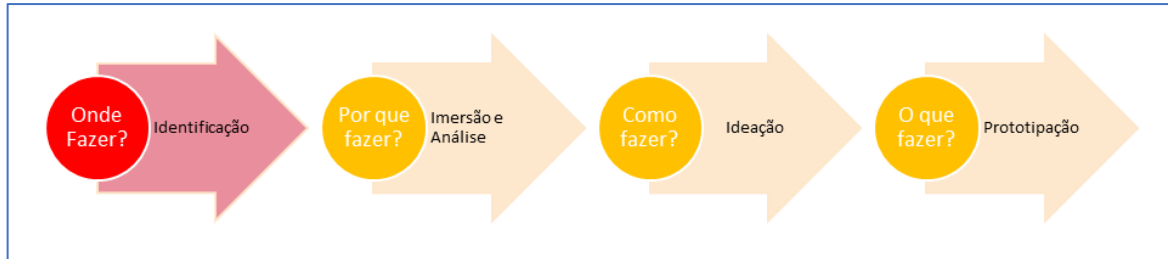 Onde
Fazer?
Identificação
Por que
fazer?
Imersão e
Análise
Como
fazer?
Ideação
O que
fazer?
Prototipação